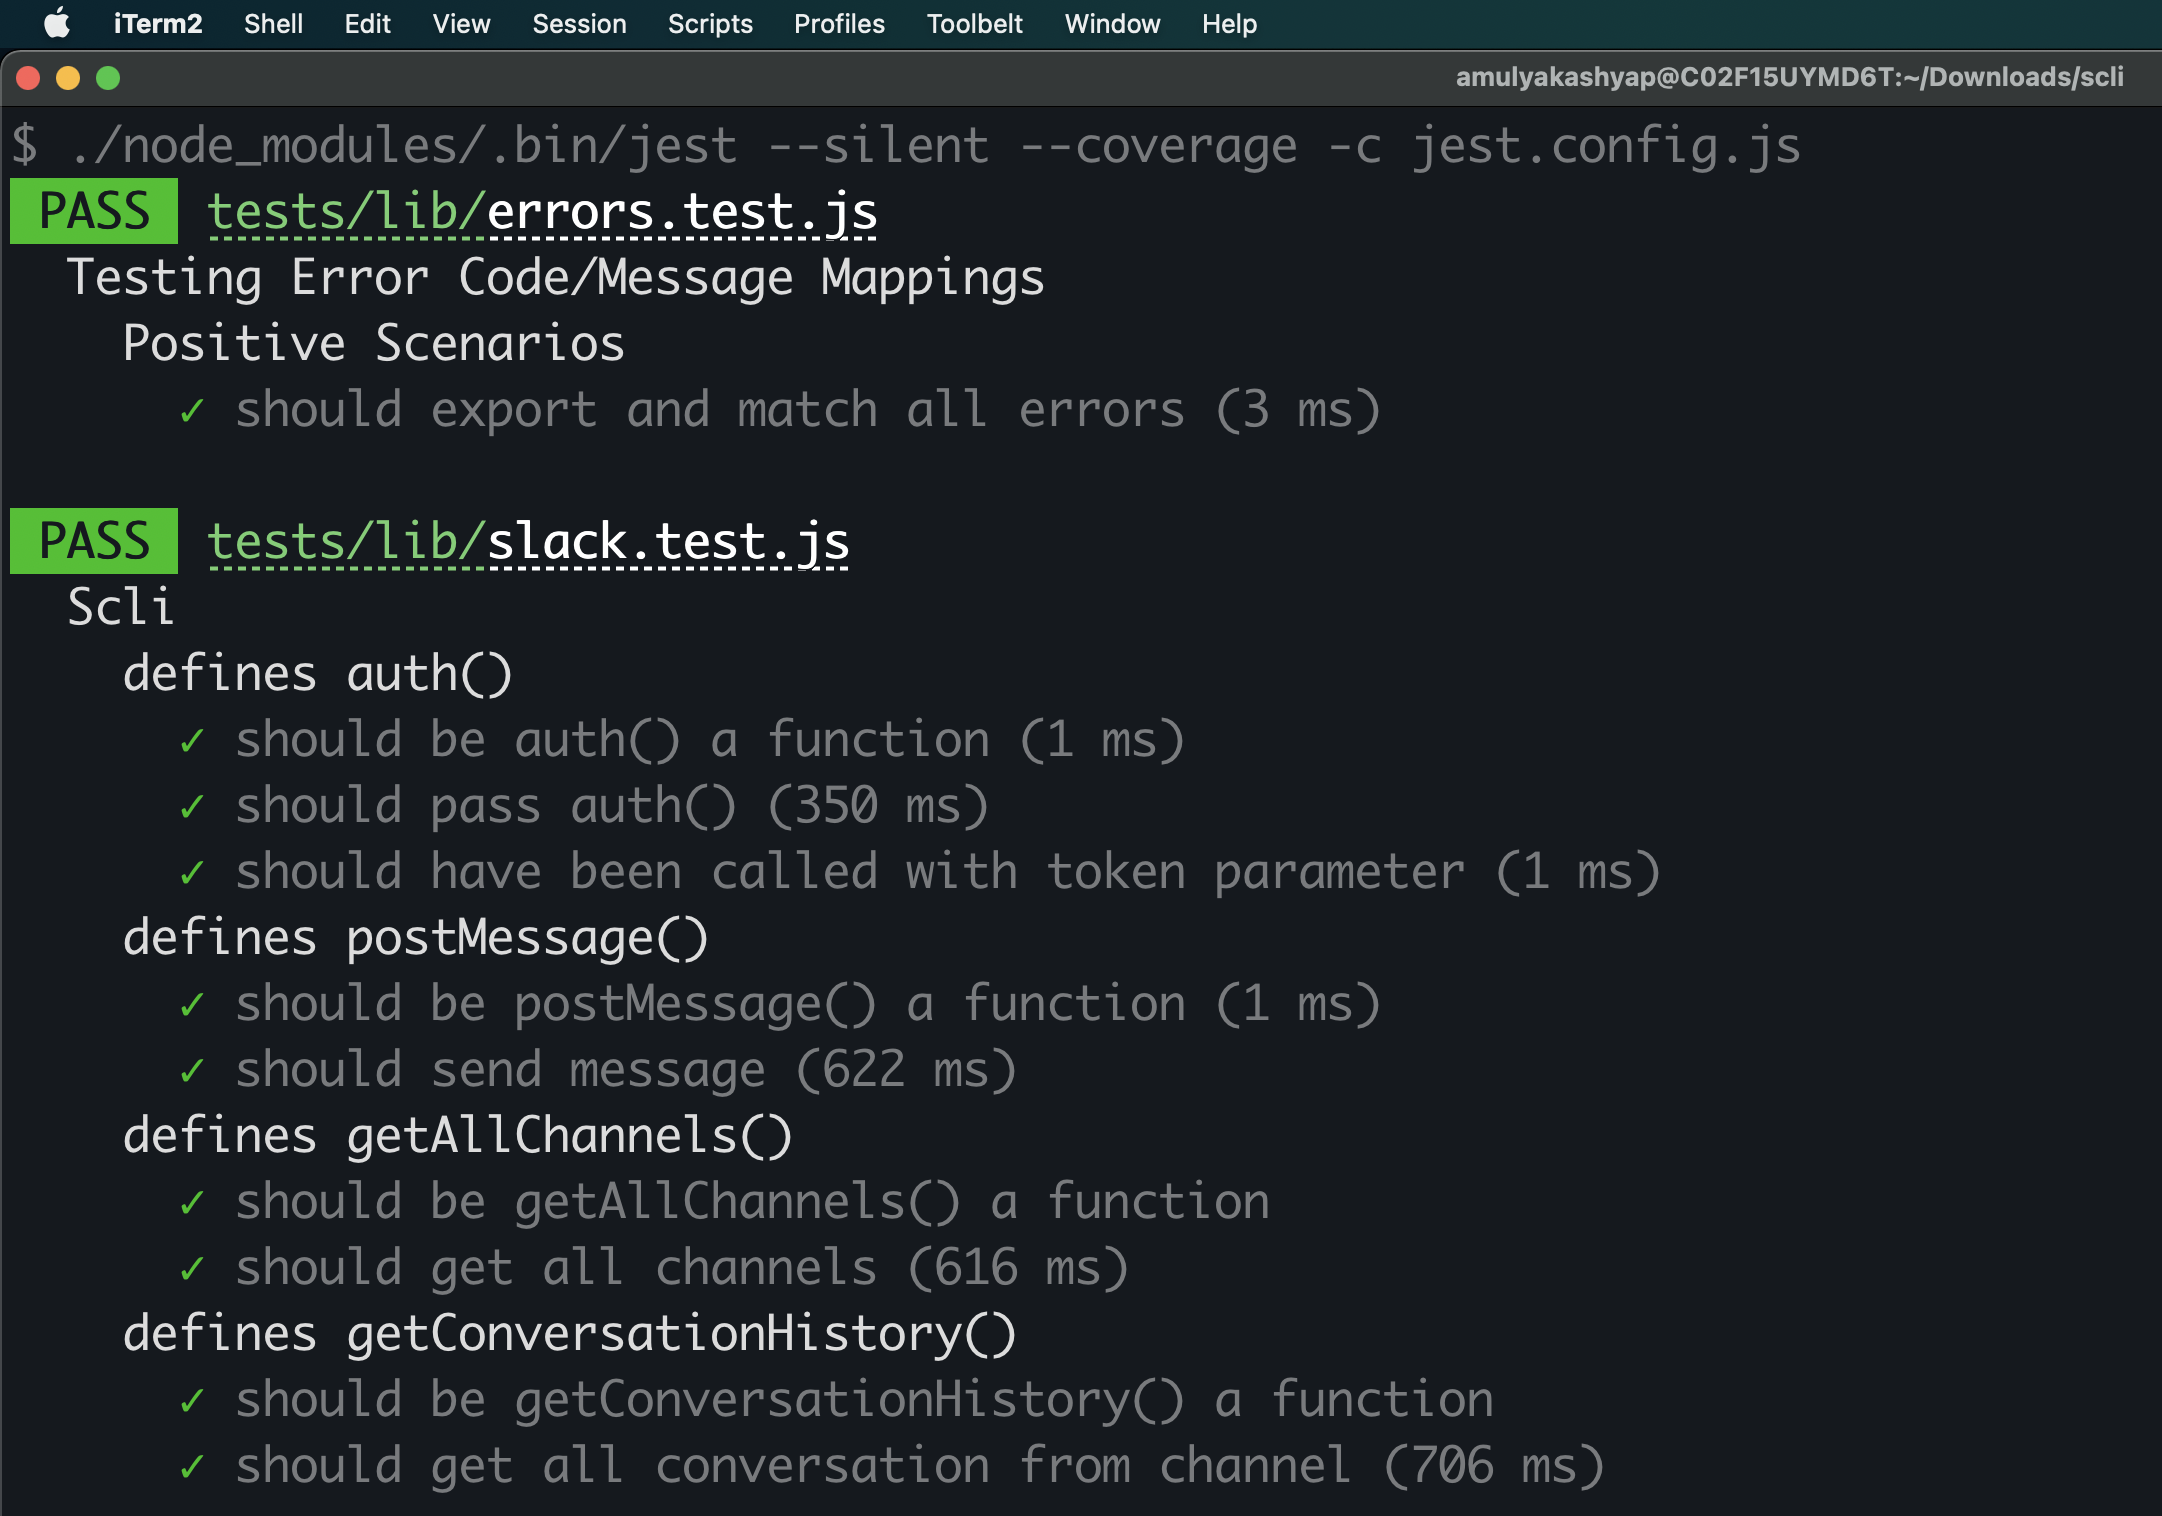 iTerm2 Shell Edit View Session Scripts Profiles Toolbelt Window Help
amulyakashyap@C02F15UYMD6T:~/Downloads/scli
$ ./node_modules/.bin/jest --silent --coverage -c jest.config.js
PASS tests/lib/errors.test.js
Testing Error Code/Message Mappings
Positive Scenarios
✓ should export and match all errors (3 ms)
PASS tests/lib/slack.test.js
Scli
defines auth()
✓ should be auth() a function (1 ms)
✓ should pass auth() (350 ms)
✓ should have been called with token parameter (1 ms)
defines postMessage()
✓ should be postMessage() a function (1 ms)
✓ should send message (622 ms)
defines getAllChannels()
✓ should be getAllChannels() a function
✓ should get all channels (616 ms)
defines getConversationHistory()
✓ should be getConversationHistory() a function
✓ should get all conversation from channel (706 ms)